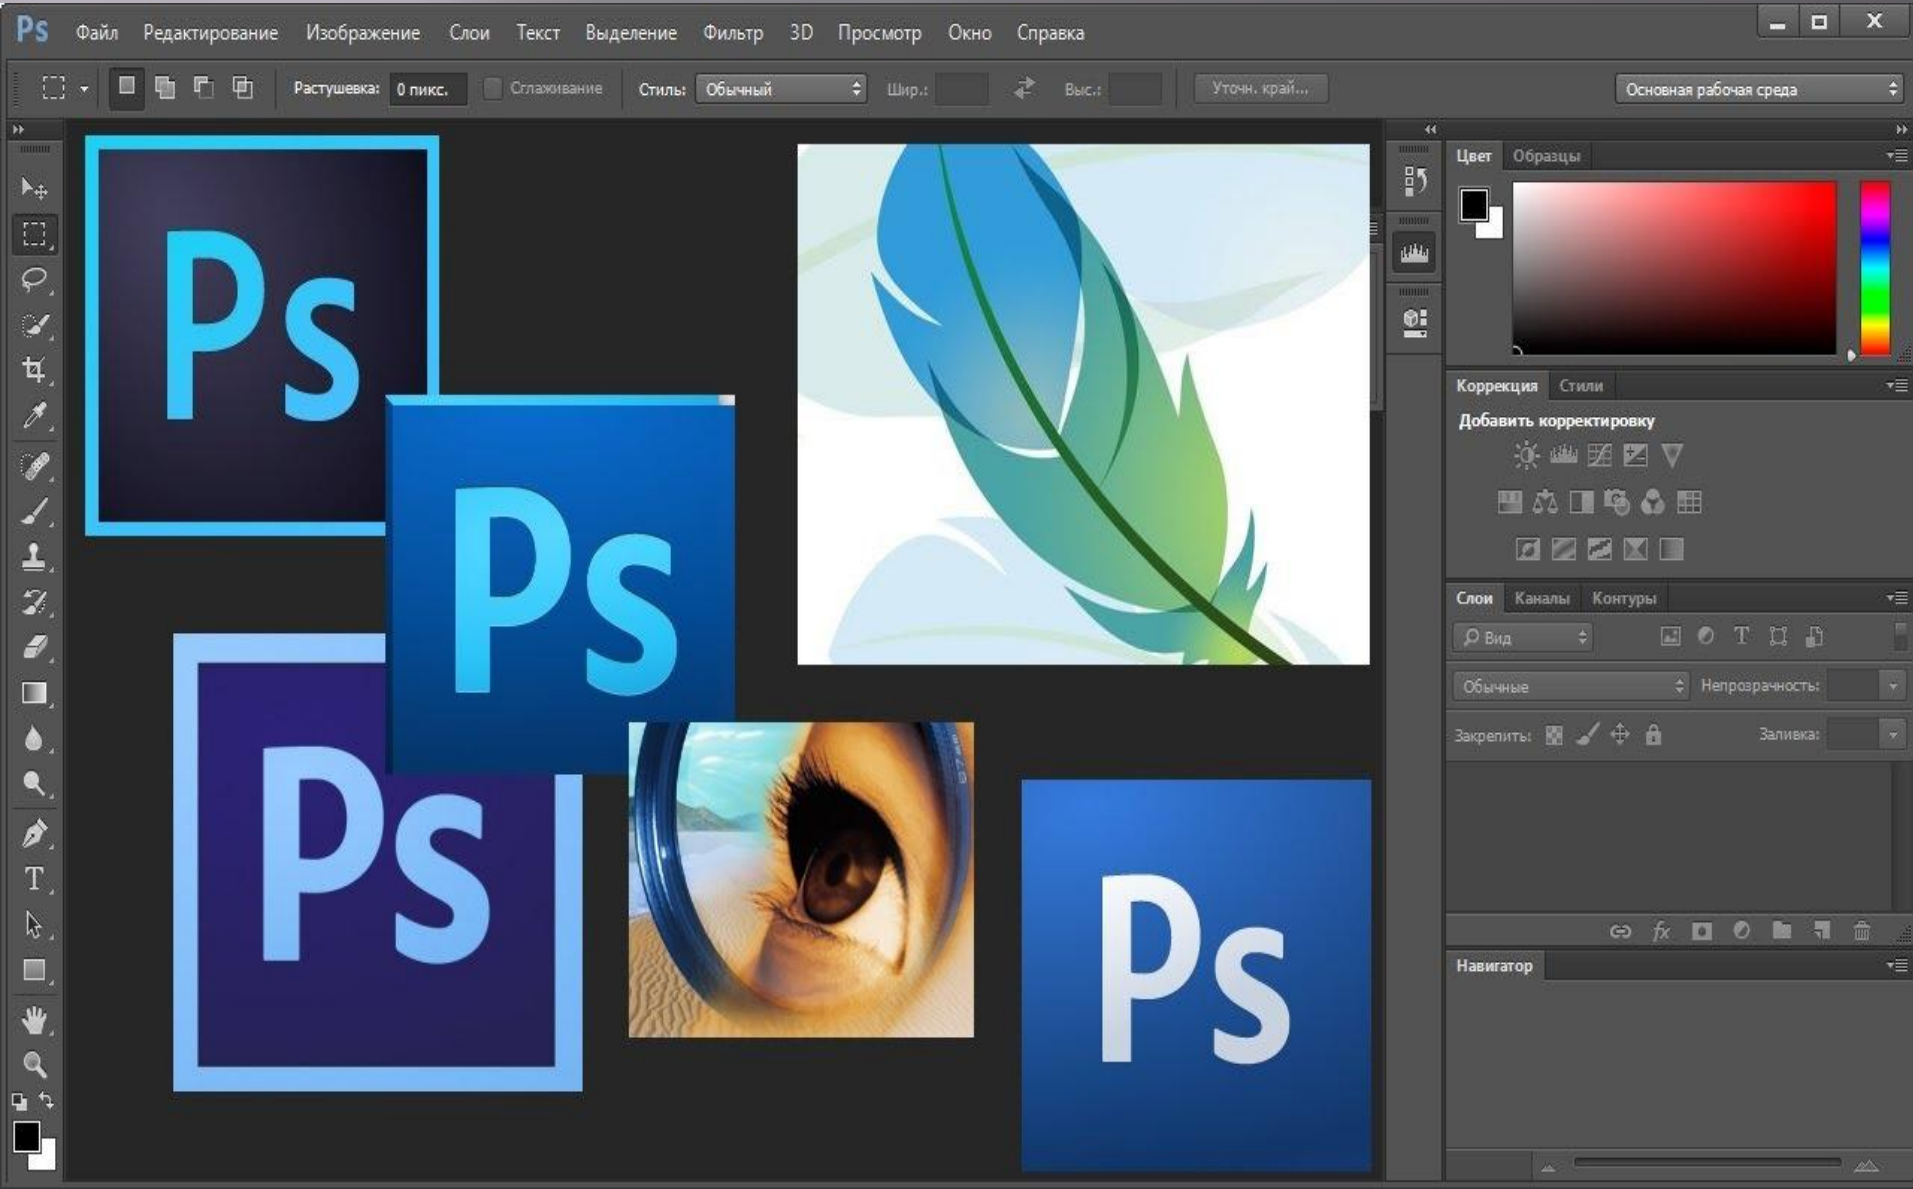 Ps Файл Редактирование Изображение Слои Текст Выделение Фильтр 3D Просмотр Окно Справка
Растушевка: 0 пикс. Сглаживание Стиль: Обычный Шир.: Выс.: Уточн. край... Основная рабочая среда
Цвет Образцы
Ps
Коррекция Стили
Добавить корректировку
Ps
Слои Каналы Контуры
Вид
Обычные Непрозрачность:
Закрепить: Заливка:
Ps
Ps
fx
Навигатор